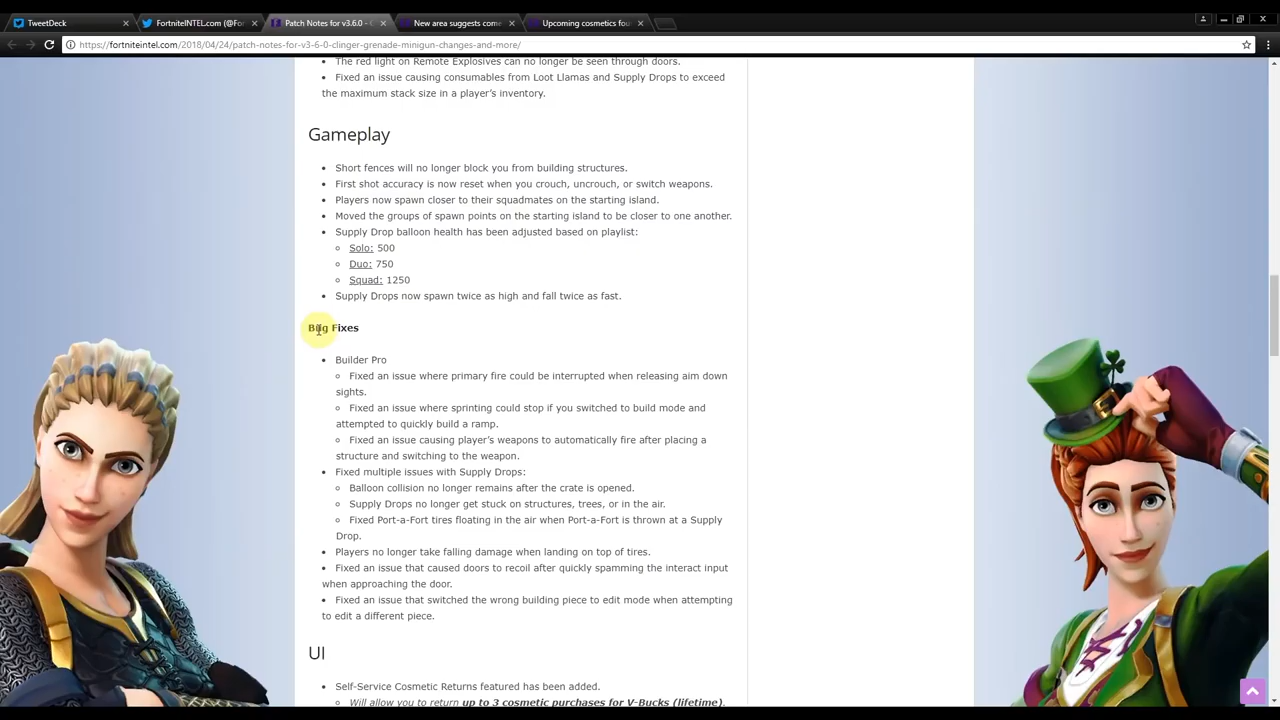 TweetDeck
FortniteINTEL.com (@For
Patch Notes for v3.6.0 - C
New area suggests come
Upcoming cosmetics fou
https://fortniteintel.com/2018/04/24/patch-notes-for-v3-6-0-clinger-grenade-minigun-changes-and-more/
• The red light on Remote Explosives can no longer be seen through doors.
• Fixed an issue causing consumables from Loot Llamas and Supply Drops to exceed
the maximum stack size in a player's inventory.
Gameplay
• Short fences will no longer block you from building structures.
• First shot accuracy is now reset when you crouch, uncrouch, or switch weapons.
• Players now spawn closer to their squadmates on the starting island.
• Moved the groups of spawn points on the starting island to be closer to one another.
• Supply Drop balloon health has been adjusted based on playlist:
○ Solo: 500
○ Duo: 750
○ Squad: 1250
• Supply Drops now spawn twice as high and fall twice as fast.
Bug Fixes
• Builder Pro
○ Fixed an issue where primary fire could be interrupted when releasing aim down
sights.
○ Fixed an issue where sprinting could stop if you switched to build mode and
attempted to quickly build a ramp.
○ Fixed an issue causing player's weapons to automatically fire after placing a
structure and switching to the weapon.
• Fixed multiple issues with Supply Drops:
○ Balloon collision no longer remains after the crate is opened.
○ Supply Drops no longer get stuck on structures, trees, or in the air.
○ Fixed Port-a-Fort tires floating in the air when Port-a-Fort is thrown at a Supply
Drop.
• Players no longer take falling damage when landing on top of tires.
• Fixed an issue that caused doors to recoil after quickly spamming the interact input
when approaching the door.
• Fixed an issue that switched the wrong building piece to edit mode when attempting
to edit a different piece.
UI
• Self-Service Cosmetic Returns featured has been added.
○ Will allow you to return up to 3 cosmetic purchases for V-Bucks (lifetime).